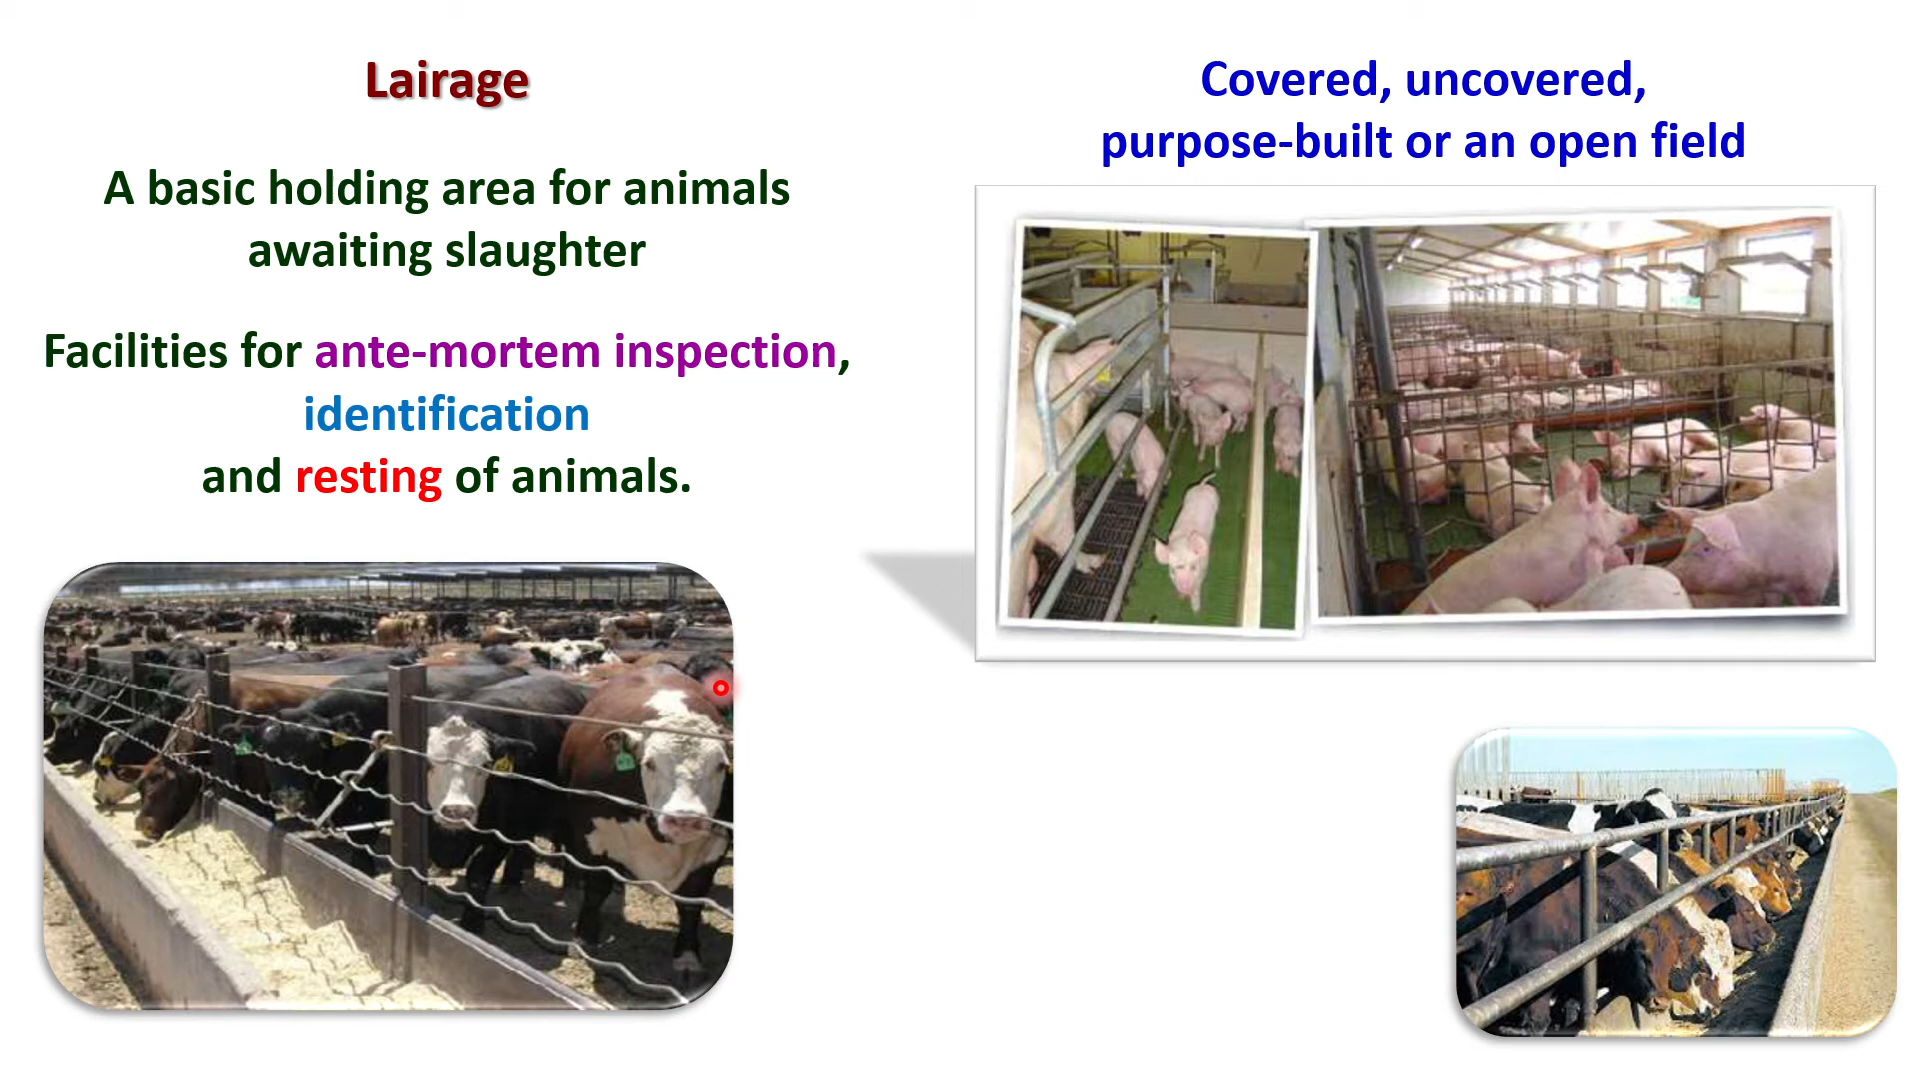 Lairage
A basic holding area for animals
awaiting slaughter
Facilities for ante-mortem inspection,
identification
and resting of animals.
Covered, uncovered,
purpose-built or an open field